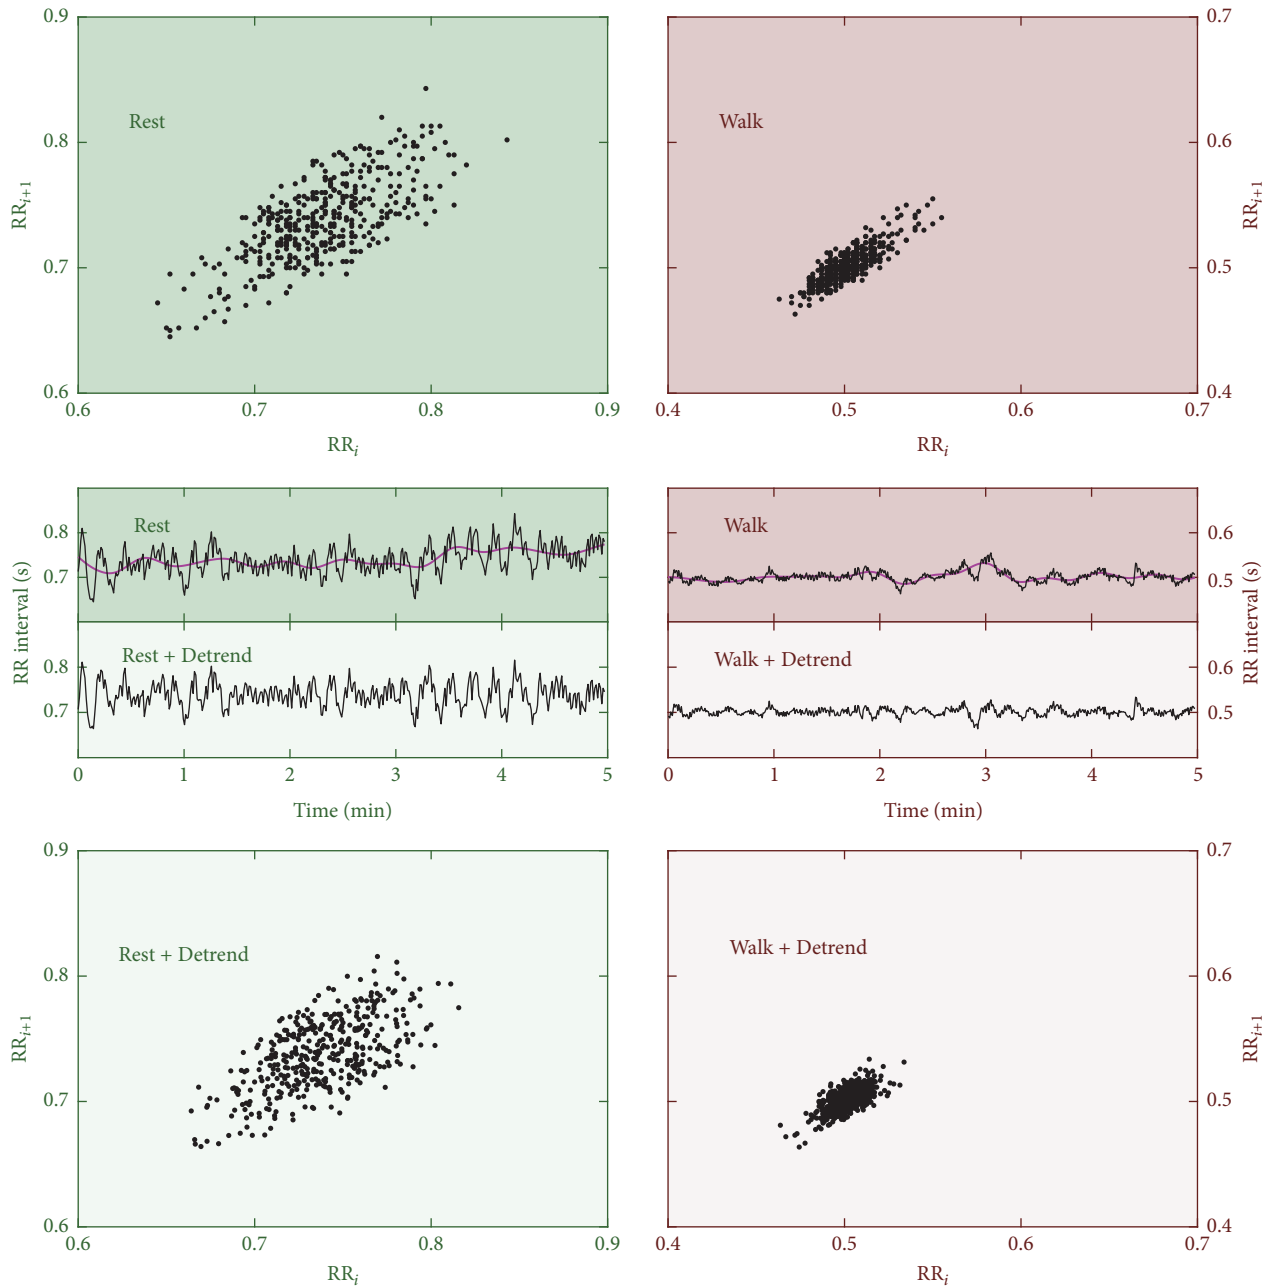 0.9
0.8
0.7
0.6
RR_{i+1}
Rest
0.6 0.7 0.8 0.9
RR_i
0.7
0.6
0.5
0.4
RR_{i+1}
Walk
0.4 0.5 0.6 0.7
RR_i
RR interval (s)
0.8
0.7
Rest
0.8
0.7
Rest + Detrend
0 1 2 3 4 5
Time (min)
Walk
0.6
0.5
Walk + Detrend
0.6
0.5
RR interval (s)
0 1 2 3 4 5
Time (min)
0.9
0.8
0.7
0.6
RR_{i+1}
Rest + Detrend
0.6 0.7 0.8 0.9
RR_i
0.7
0.6
0.5
0.4
RR_{i+1}
Walk + Detrend
0.4 0.5 0.6 0.7
RR_i